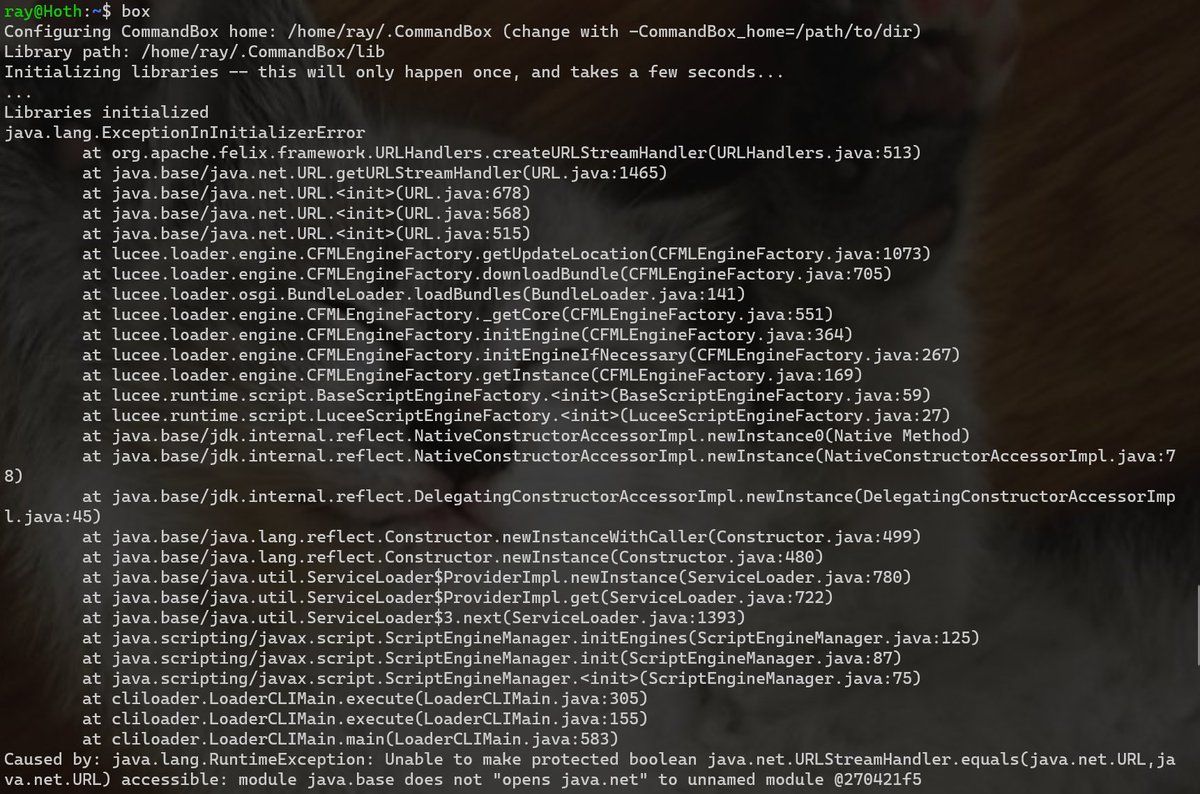 ray@Hoth:~$ box
Configuring CommandBox home: /home/ray/.CommandBox (change with -CommandBox_home=/path/to/dir)
Library path: /home/ray/.CommandBox/lib
Initializing libraries -- this will only happen once, and takes a few seconds...
...
Libraries initialized
java.lang.ExceptionInInitializerError
        at org.apache.felix.framework.URLHandlers.createURLStreamHandler(URLHandlers.java:513)
        at java.base/java.net.URL.getURLStreamHandler(URL.java:1465)
        at java.base/java.net.URL.<init>(URL.java:678)
        at java.base/java.net.URL.<init>(URL.java:568)
        at java.base/java.net.URL.<init>(URL.java:515)
        at lucee.loader.engine.CFMLEngineFactory.getUpdateLocation(CFMLEngineFactory.java:1073)
        at lucee.loader.engine.CFMLEngineFactory.downloadBundle(CFMLEngineFactory.java:705)
        at lucee.loader.osgi.BundleLoader.loadBundles(BundleLoader.java:141)
        at lucee.loader.engine.CFMLEngineFactory._getCore(CFMLEngineFactory.java:551)
        at lucee.loader.engine.CFMLEngineFactory.initEngine(CFMLEngineFactory.java:364)
        at lucee.loader.engine.CFMLEngineFactory.initEngineIfNecessary(CFMLEngineFactory.java:267)
        at lucee.loader.engine.CFMLEngineFactory.getInstance(CFMLEngineFactory.java:169)
        at lucee.runtime.script.BaseScriptEngineFactory.<init>(BaseScriptEngineFactory.java:59)
        at lucee.runtime.script.LuceeScriptEngineFactory.<init>(LuceeScriptEngineFactory.java:27)
        at java.base/jdk.internal.reflect.NativeConstructorAccessorImpl.newInstance0(Native Method)
        at java.base/jdk.internal.reflect.NativeConstructorAccessorImpl.newInstance(NativeConstructorAccessorImpl.java:7
8)
        at java.base/jdk.internal.reflect.DelegatingConstructorAccessorImpl.newInstance(DelegatingConstructorAccessorImp
l.java:45)
        at java.base/java.lang.reflect.Constructor.newInstanceWithCaller(Constructor.java:499)
        at java.base/java.lang.reflect.Constructor.newInstance(Constructor.java:480)
        at java.base/java.util.ServiceLoader$ProviderImpl.newInstance(ServiceLoader.java:780)
        at java.base/java.util.ServiceLoader$ProviderImpl.get(ServiceLoader.java:722)
        at java.base/java.util.ServiceLoader$3.next(ServiceLoader.java:1393)
        at java.scripting/javax.script.ScriptEngineManager.initEngines(ScriptEngineManager.java:125)
        at java.scripting/javax.script.ScriptEngineManager.init(ScriptEngineManager.java:87)
        at java.scripting/javax.script.ScriptEngineManager.<init>(ScriptEngineManager.java:75)
        at cliloader.LoaderCLIMain.execute(LoaderCLIMain.java:305)
        at cliloader.LoaderCLIMain.execute(LoaderCLIMain.java:155)
        at cliloader.LoaderCLIMain.main(LoaderCLIMain.java:583)
Caused by: java.lang.RuntimeException: Unable to make protected boolean java.net.URLStreamHandler.equals(java.net.URL,ja
va.net.URL) accessible: module java.base does not "opens java.net" to unnamed module @270421f5